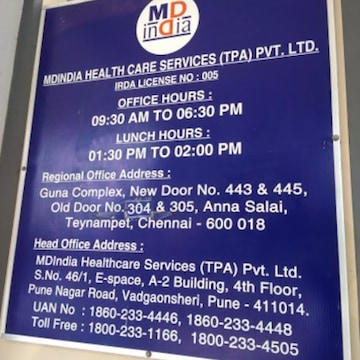 MD
india
MDINDIA HEALTH CARE SERVICES (TPA) PVT. LTD.
IRDA LICENSE NO : 005
OFFICE HOURS :
09:30 AM TO 06:30 PM
LUNCH HOURS :
01:30 PM TO 02:00 PM
Regional Office Address :
Guna Complex, New Door No. 443 & 445,
Old Door No. 304 & 305, Anna Salai,
Teynampet, Chennai - 600 018
Head Office Address :
MDIndia Healthcare Services (TPA) Pvt. Ltd.
S.No. 46/1, E-space, A-2 Building, 4th Floor,
Pune Nagar Road, Vadgaonsheri, Pune - 411014.
UAN No : 1860-233-4446, 1860-233-4448
Toll Free : 1800-233-1166, 1800-233-4505